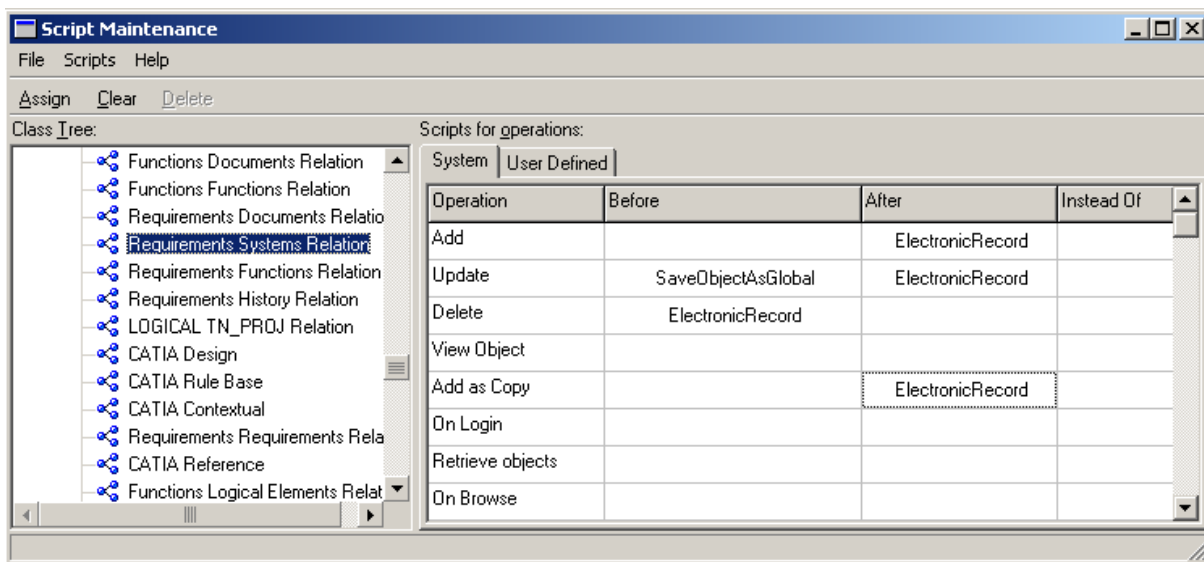 Script Maintenance
File Scripts Help
Assign Clear Delete
Class Tree:
Functions Documents Relation
Functions Functions Relation
Requirements Documents Relatio
Requirements Systems Relation
Requirements Functions Relation
Requirements History Relation
LOGICAL TN_PROJ Relation
CATIA Design
CATIA Rule Base
CATIA Contextual
Requirements Requirements Rela
CATIA Reference
Functions Logical Elements Relat
Scripts for operations:
System User Defined
Operation Before After Instead Of
Add ElectronicRecord
Update SaveObjectAsGlobal ElectronicRecord
Delete ElectronicRecord
View Object
Add as Copy ElectronicRecord
On Login
Retrieve objects
On Browse